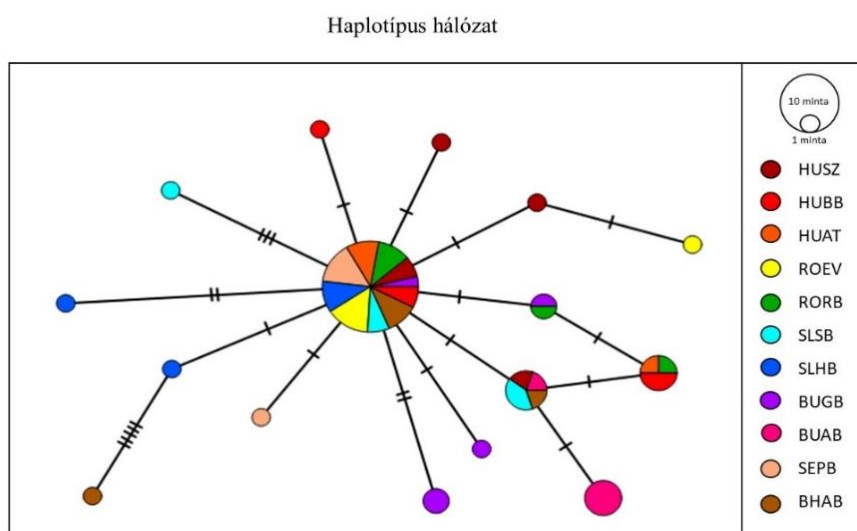 Haplotípus hálózat
10 minta
1 minta
HUSZ
HUBB
HUAT
ROEV
RORB
SLSB
SLHB
BUGB
BUAB
SEPB
BHAB